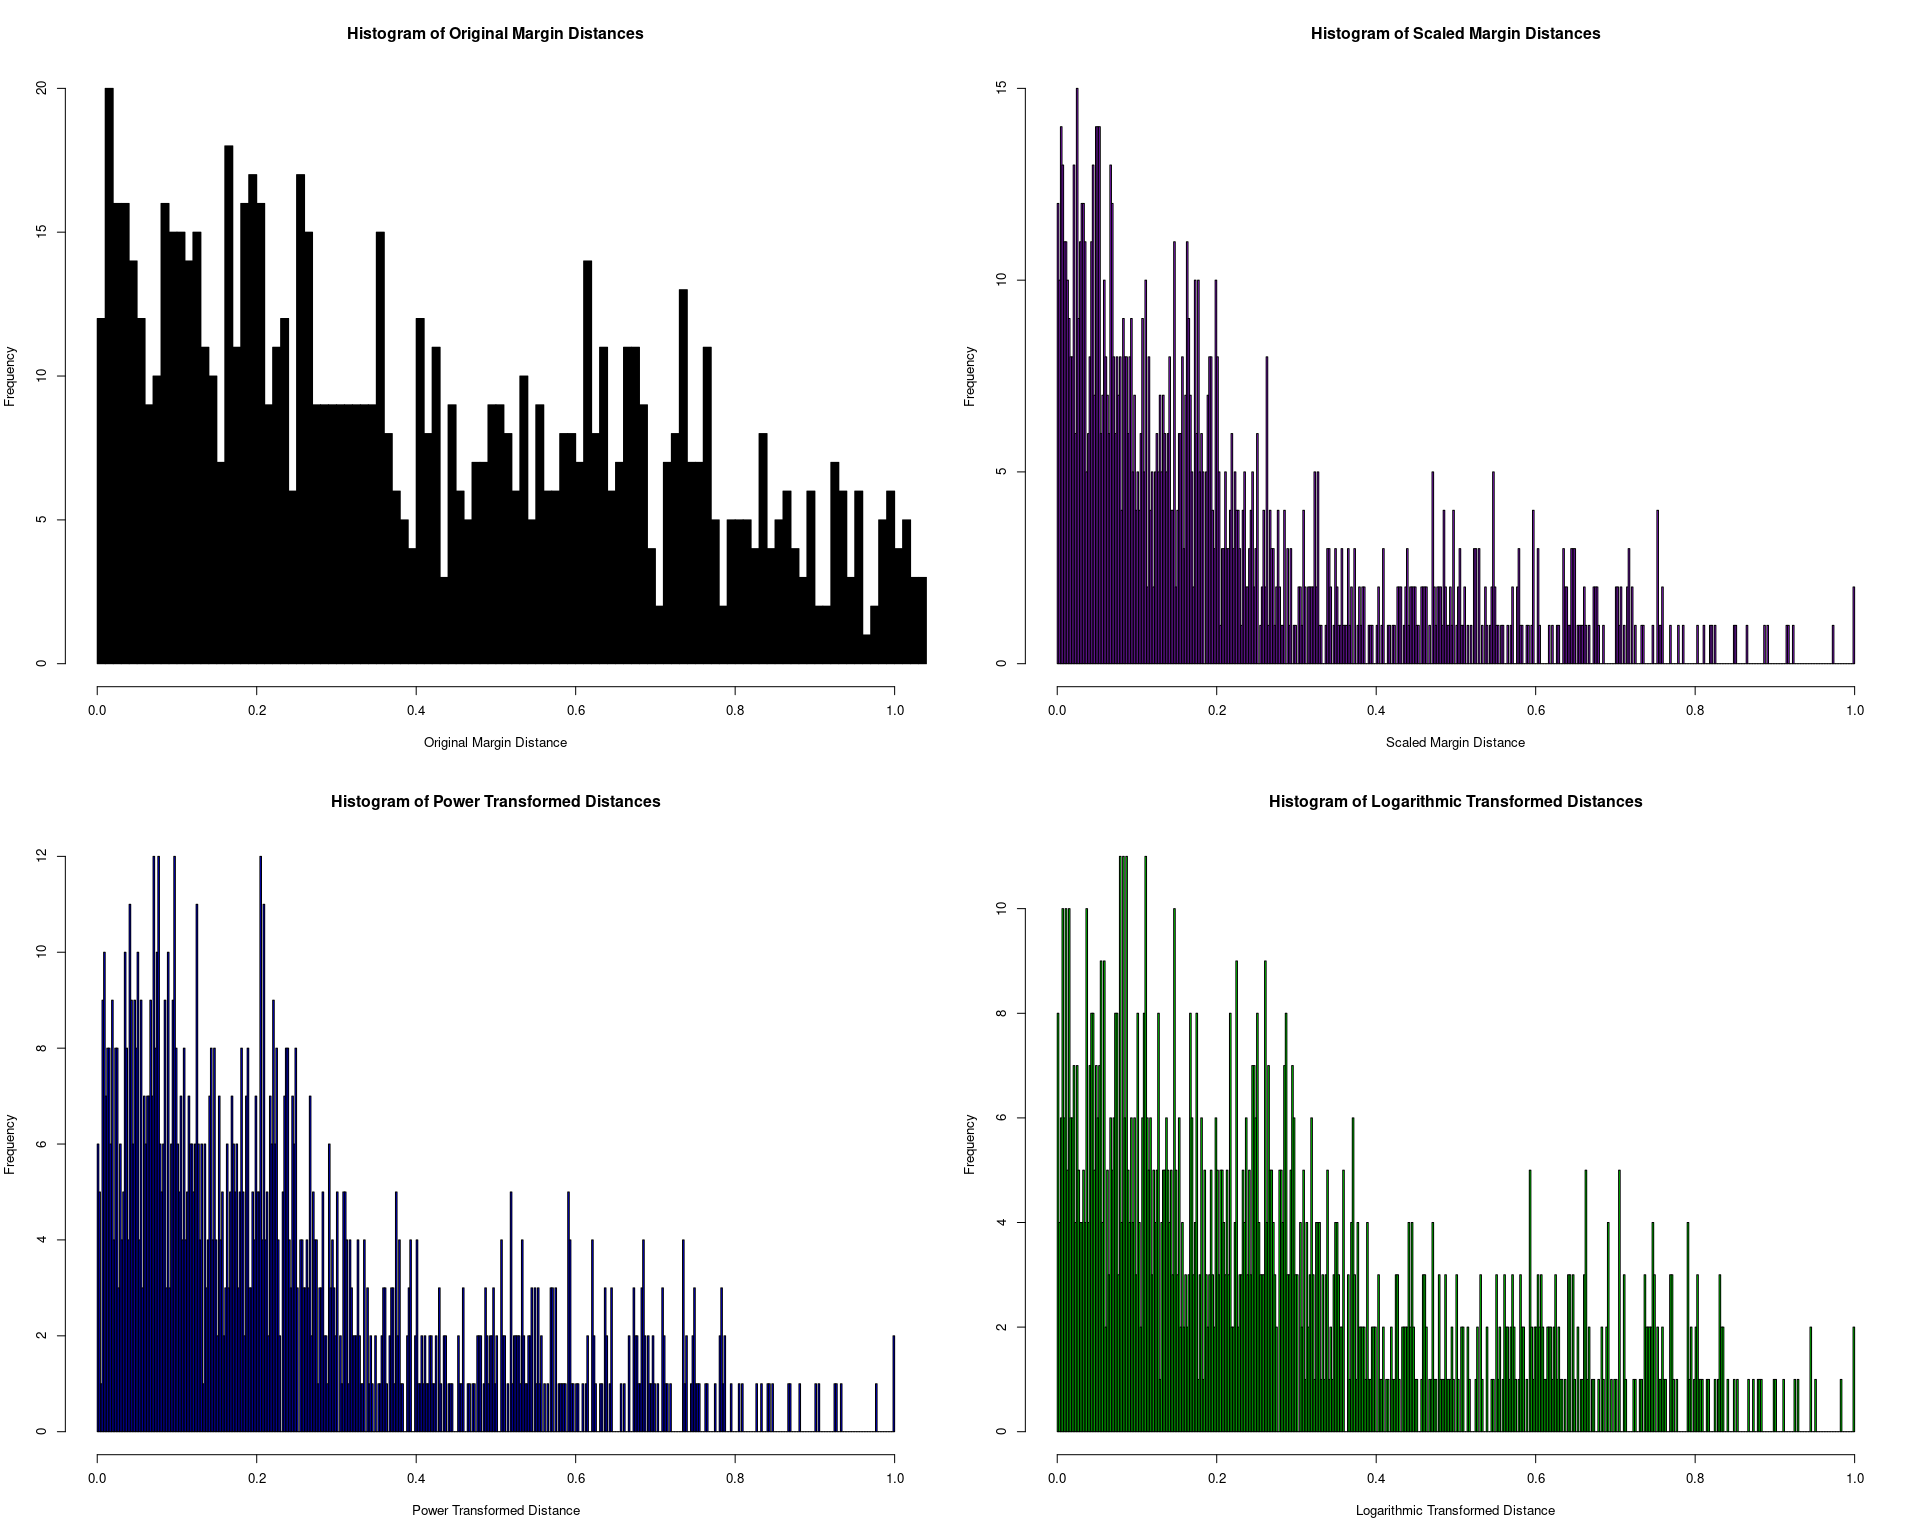 Histogram of Original Margin Distances
20
15
10
5
0
Frequency
0.0 0.2 0.4 0.6 0.8 1.0
Original Margin Distance
Histogram of Scaled Margin Distances
15
10
5
0
Frequency
0.0 0.2 0.4 0.6 0.8 1.0
Scaled Margin Distance
Histogram of Power Transformed Distances
12
10
8
6
4
2
0
Frequency
0.0 0.2 0.4 0.6 0.8 1.0
Power Transformed Distance
Histogram of Logarithmic Transformed Distances
10
8
6
4
2
0
Frequency
0.0 0.2 0.4 0.6 0.8 1.0
Logarithmic Transformed Distance